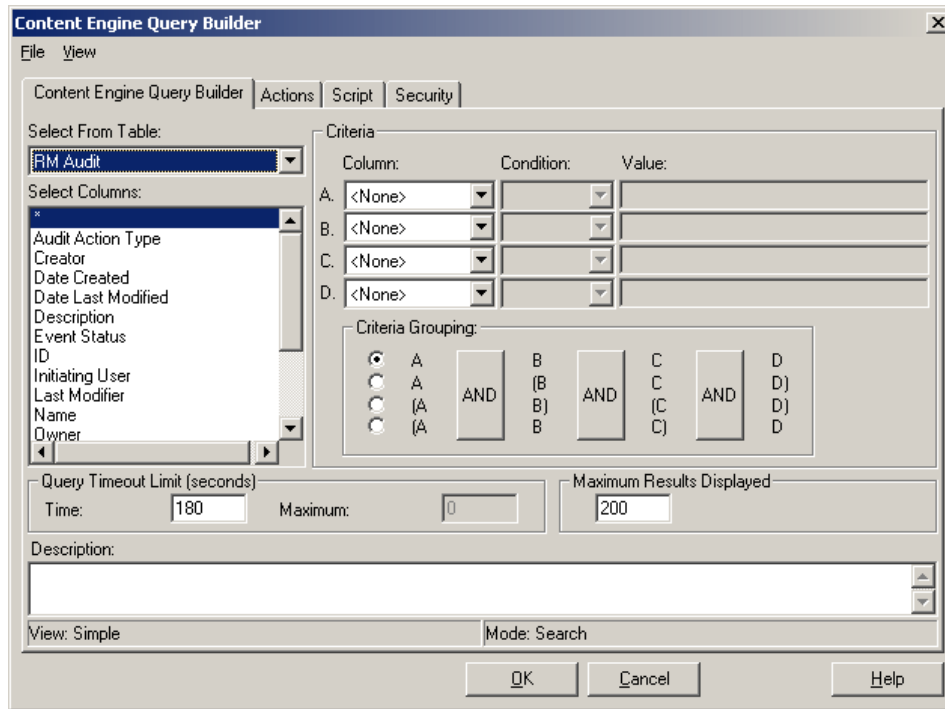 Content Engine Query Builder
File View
Content Engine Query Builder Actions Script Security
Select From Table:
RM Audit
Select Columns:
*
Audit Action Type
Creator
Date Created
Date Last Modified
Description
Event Status
ID
Initiating User
Last Modifier
Name
Owner
Criteria
Column: Condition: Value:
A. <None>
B. <None>
C. <None>
D. <None>
Criteria Grouping:
A B C D
A (B C D)
(A B) (C D)
(A B C) D
AND AND AND
Query Timeout Limit (seconds)
Time: 180 Maximum: 0
Maximum Results Displayed
200
Description:
View: Simple Mode: Search
OK Cancel Help